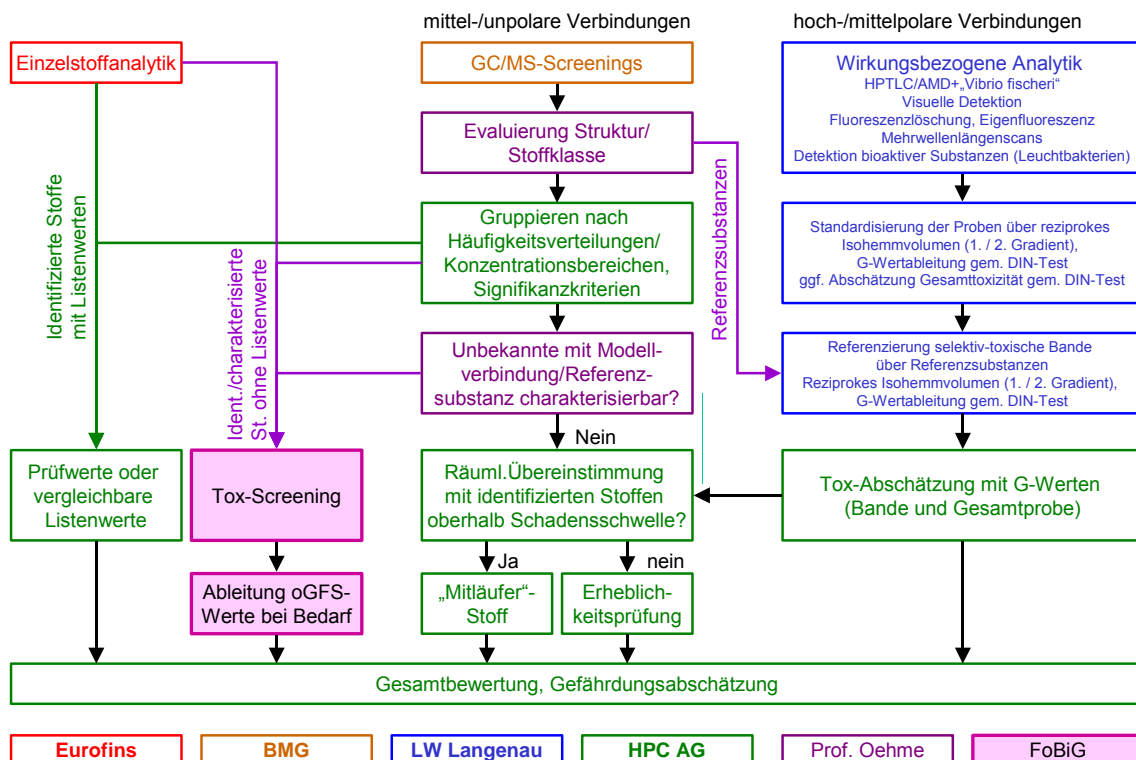 mittel-/unpolare Verbindungen
hoch-/mittelpolare Verbindungen
Einzelstoffanalytik
GC/MS-Screenings
Wirkungsbezogene Analytik
HPTLC/AMD+„Vibrio fischeri“
Visuelle Detektion
Fluoreszenzlöschung, Eigenfluoreszenz
Mehrwellenlängenscans
Detektion bioaktiver Substanzen (Leuchtbakterien)
Evaluierung Struktur/
Stoffklasse
Referenzsubstanzen
Identifizierte Stoffe
mit Listenwerten
Ident./charakterisierte
St. ohne Listenwerte
Gruppieren nach
Häufigkeitsverteilungen/
Konzentrationsbereichen,
Signifikanzkriterien
Standardisierung der Proben über reziprokes
Isohemmvolumen (1. / 2. Gradient),
G-Wertableitung gem. DIN-Test
ggf. Abschätzung Gesamttoxizität gem. DIN-Test
Unbekannte mit Modell-
verbindung/Referenz-
substanz charakterisierbar?
Referenzierung selektiv-toxische Bande
über Referenzsubstanzen
Reziprokes Isohemmvolumen (1. / 2. Gradient),
G-Wertableitung gem. DIN-Test
Nein
Prüfwerte oder
vergleichbare
Listenwerte
Tox-Screening
Räuml.Übereinstimmung
mit identifizierten Stoffen
oberhalb Schadensschwelle?
Tox-Abschätzung mit G-Werten
(Bande und Gesamtprobe)
Ja
nein
Ableitung oGFS-
Werte bei Bedarf
„Mitläufer“-
Stoff
Erheblich-
keitsprüfung
Gesamtbewertung, Gefährdungsabschätzung
Eurofins
BMG
LW Langenau
HPC AG
Prof. Oehme
FoBiG